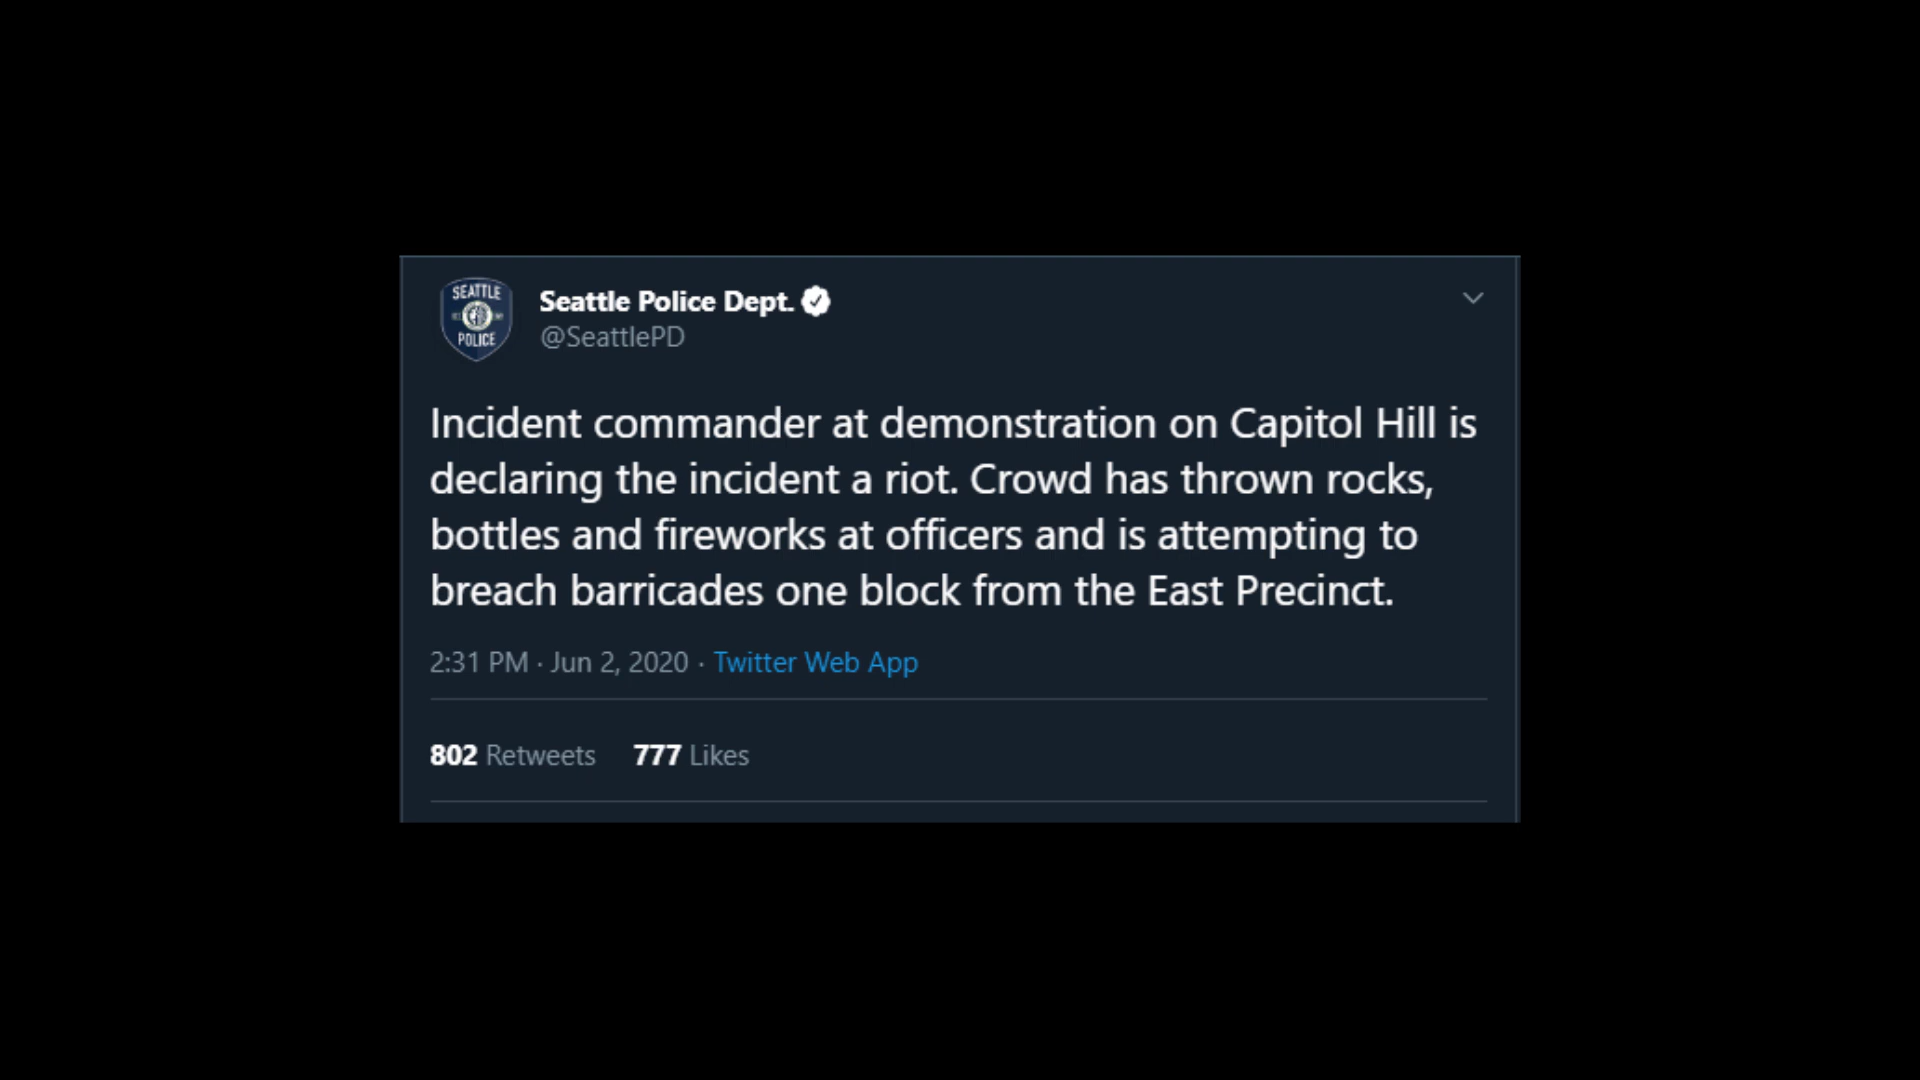 SEATTLE
POLICE
Seattle Police Dept.
@SeattlePD
Incident commander at demonstration on Capitol Hill is
declaring the incident a riot. Crowd has thrown rocks,
bottles and fireworks at officers and is attempting to
breach barricades one block from the East Precinct.
2:31 PM · Jun 2, 2020 · Twitter Web App
802 Retweets 777 Likes